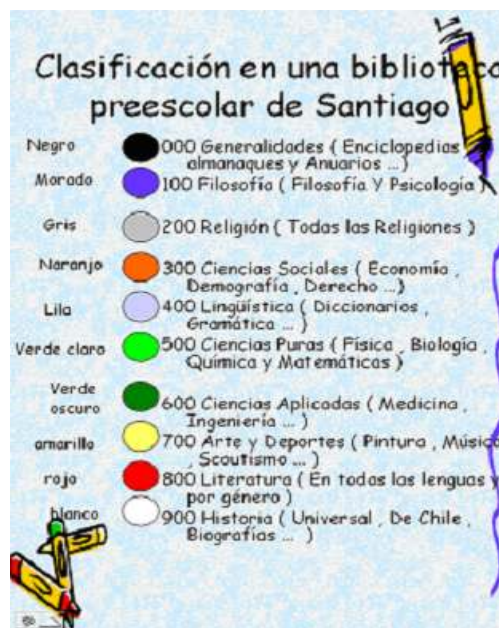 Clasificación en una biblioteca
preescolar de Santiago
Negro
000 Generalidades ( Enciclopedias
almanaques y Anuarios ...)
Morado
100 Filosofía ( Filosofía Y Psicología )
Gris
200 Religión ( Todas las Religiones )
Naranjo
300 Ciencias Sociales ( Economía ,
Demografía , Derecho ...)
Lila
400 Lingüística ( Diccionarios ,
Gramática ... )
Verde claro
500 Ciencias Puras ( Física , Biología ,
Química y Matemáticas )
Verde
oscuro
600 Ciencias Aplicadas ( Medicina ,
Ingeniería ... )
amarillo
700 Arte y Deportes ( Pintura , Música
, Scoutismo ... )
rojo
800 Literatura ( En todas las lenguas y
por género )
blanco
900 Historia ( Universal , De Chile ,
Biografías ... )